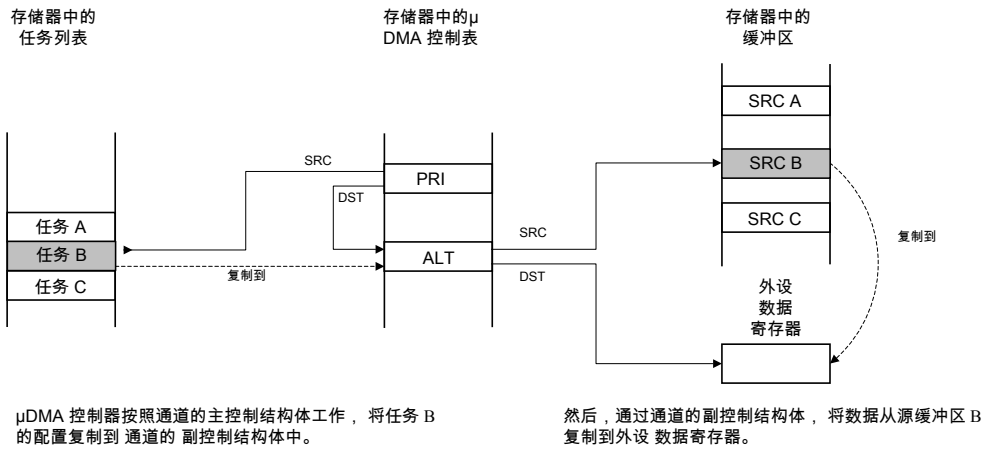 存储器中的
任务列表
存储器中的μ
DMA 控制表
存储器中的
缓冲区
SRC A
SRC
SRC B
PRI
DST
任务 A
SRC C
SRC
复制到
任务 B
ALT
复制到
DST
任务 C
外设
数据
寄存器
μDMA 控制器按照通道的主控制结构体工作， 将任务 B
的配置复制到 通道的 副控制结构体中。
然后，通过通道的副控制结构体， 将数据从源缓冲区 B
复制到外设 数据寄存器。